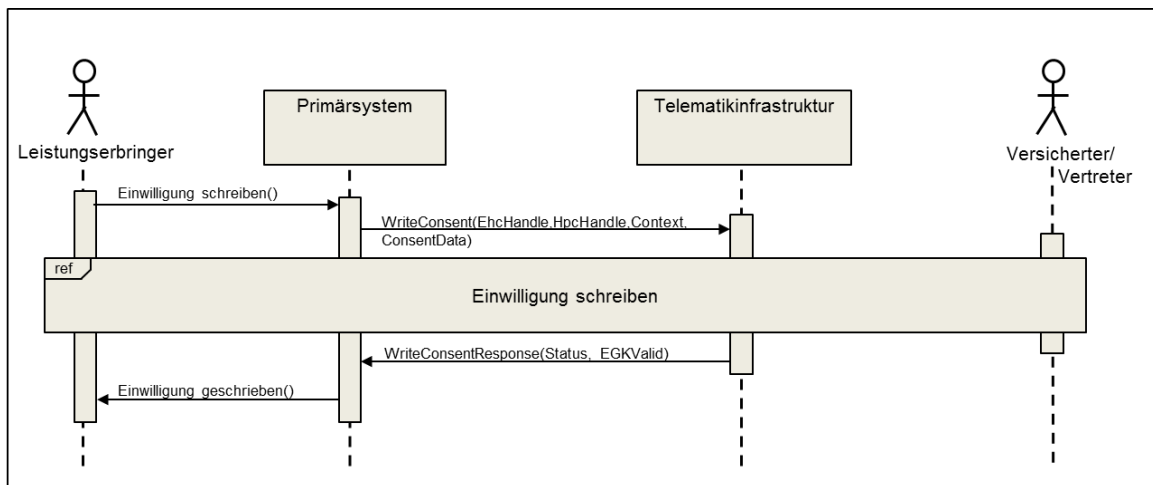 Primärsystem
Telematikinfrastruktur
Leistungserbringer
Versicherter/
Vertreter
Einwilligung schreiben()
WriteConsent(EhcHandle,HpcHandle,Context,
ConsentData)
ref
Einwilligung schreiben
WriteConsentResponse(Status, EGKValid)
Einwilligung geschrieben()